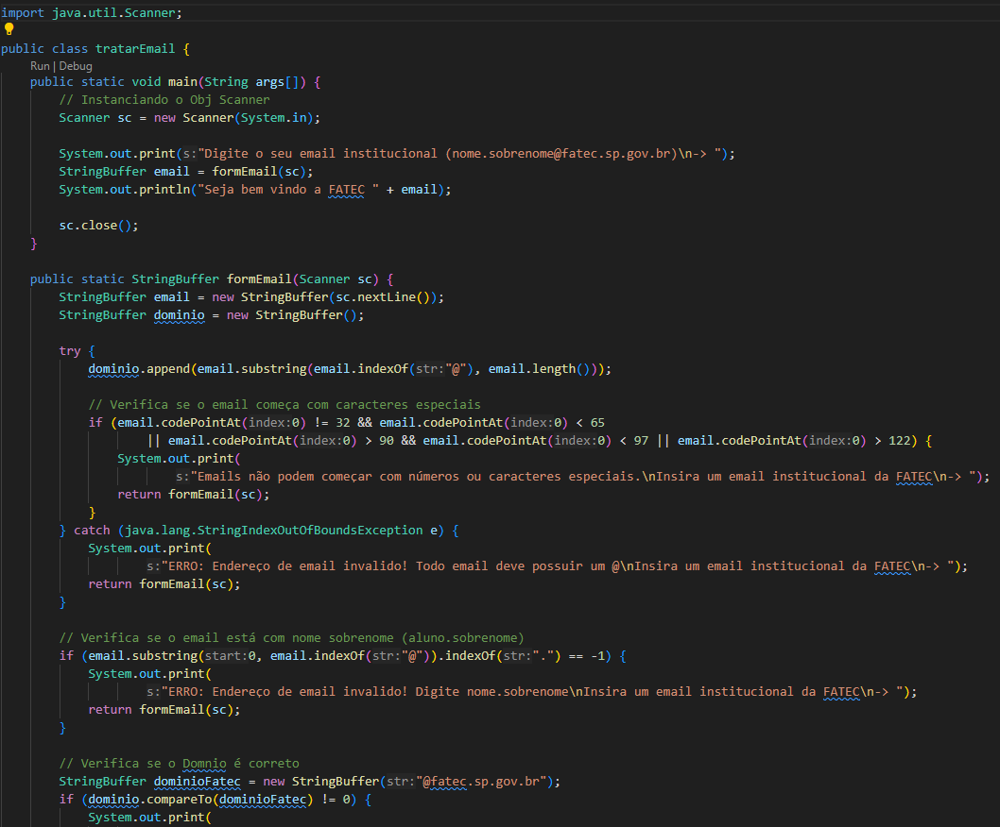 import java.util.Scanner;
public class tratarEmail {
Run | Debug
public static void main(String args[]) {
// Instanciando o Obj Scanner
Scanner sc = new Scanner(System.in);
System.out.print(s:"Digite o seu email institucional (nome.sobrenome@fatec.sp.gov.br)\n-> ");
StringBuffer email = formEmail(sc);
System.out.println("Seja bem vindo a FATEC " + email);
sc.close();
}
public static StringBuffer formEmail(Scanner sc) {
StringBuffer email = new StringBuffer(sc.nextLine());
StringBuffer dominio = new StringBuffer();
try {
dominio.append(email.substring(email.indexOf(str:"@"), email.length()));
// Verifica se o email começa com caracteres especiais
if (email.codePointAt(index:0) != 32 && email.codePointAt(index:0) < 65
|| email.codePointAt(index:0) > 90 && email.codePointAt(index:0) < 97 || email.codePointAt(index:0) > 122) {
System.out.print(
s:"Emails não podem começar com números ou caracteres especiais.\nInsira um email institucional da FATEC\n-> ");
return formEmail(sc);
}
} catch (java.lang.StringIndexOutOfBoundsException e) {
System.out.print(
s:"ERRO: Endereço de email invalido! Todo email deve possuir um @\nInsira um email institucional da FATEC\n-> ");
return formEmail(sc);
}
// Verifica se o email está com nome sobrenome (aluno.sobrenome)
if (email.substring(start:0, email.indexOf(str:"@")).indexOf(str:".") == -1) {
System.out.print(
s:"ERRO: Endereço de email invalido! Digite nome.sobrenome\nInsira um email institucional da FATEC\n-> ");
return formEmail(sc);
}
// Verifica se o Domnio é correto
StringBuffer dominioFatec = new StringBuffer(str:"@fatec.sp.gov.br");
if (dominio.compareTo(dominioFatec) != 0) {
System.out.print(